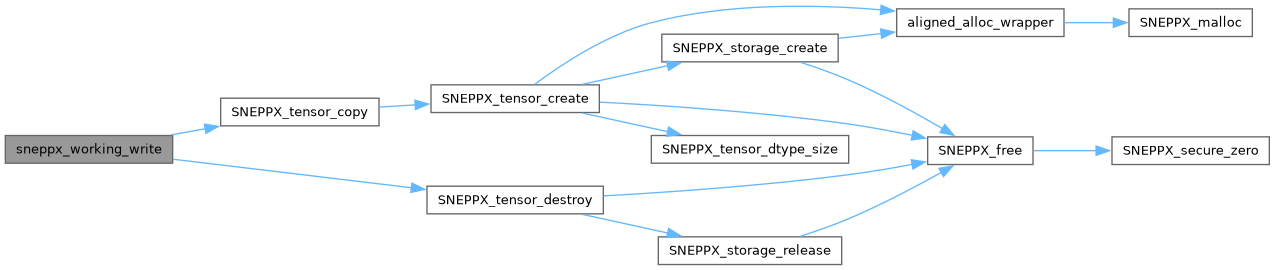 sneppx_working_write
SNEPPX_tensor_copy
SNEPPX_tensor_create
aligned_alloc_wrapper
SNEPPX_malloc
SNEPPX_storage_create
SNEPPX_tensor_dtype_size
SNEPPX_free
SNEPPX_secure_zero
SNEPPX_tensor_destroy
SNEPPX_storage_release